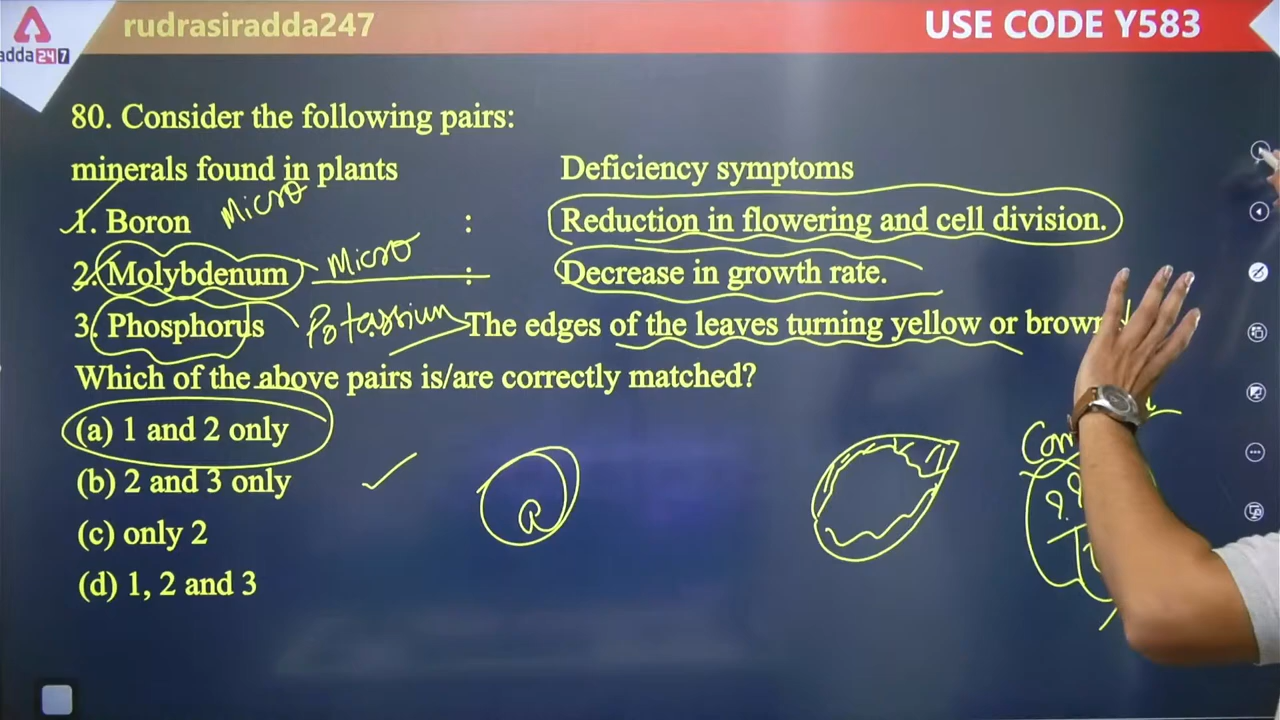 adda247
rudrasiradda247
USE CODE Y583
80. Consider the following pairs:
minerals found in plants Deficiency symptoms
1. Boron Micro : Reduction in flowering and cell division.
2. Molybdenum Micro : Decrease in growth rate.
3. Phosphorus Potassium The edges of the leaves turning yellow or brown
Which of the above pairs is/are correctly matched?
(a) 1 and 2 only
(b) 2 and 3 only
(c) only 2
(d) 1, 2 and 3
R